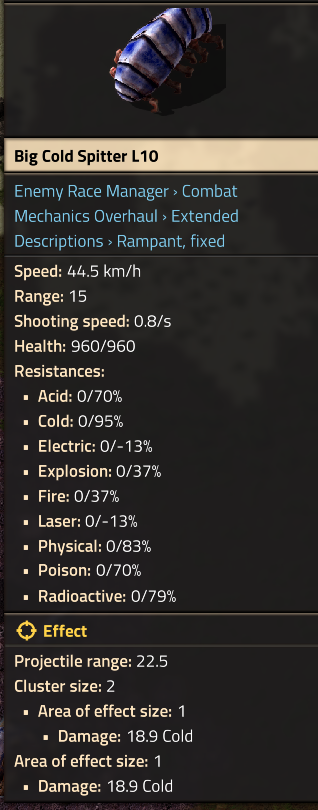 Big Cold Spitter L10
Enemy Race Manager › Combat
Mechanics Overhaul › Extended
Descriptions › Rampant, fixed
Speed: 44.5 km/h
Range: 15
Shooting speed: 0.8/s
Health: 960/960
Resistances:
▪ Acid: 0/70%
▪ Cold: 0/95%
▪ Electric: 0/-13%
▪ Explosion: 0/37%
▪ Fire: 0/37%
▪ Laser: 0/-13%
▪ Physical: 0/83%
▪ Poison: 0/70%
▪ Radioactive: 0/79%
Effect
Projectile range: 22.5
Cluster size: 2
▪ Area of effect size: 1
▪ Damage: 18.9 Cold
Area of effect size: 1
▪ Damage: 18.9 Cold